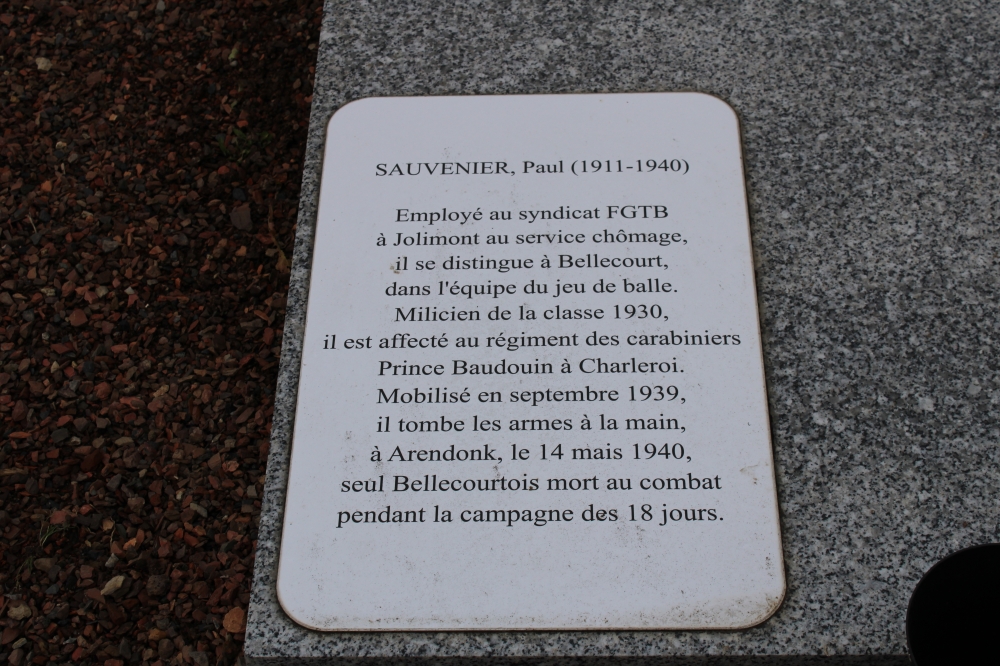 SAUVENIER, Paul (1911-1940)
Employé au syndicat FGTB
à Jolimont au service chômage,
il se distingue à Bellecourt,
dans l'équipe du jeu de balle.
Milicien de la classe 1930,
il est affecté au régiment des carabiniers
Prince Baudouin à Charleroi.
Mobilisé en septembre 1939,
il tombe les armes à la main,
à Arendonk, le 14 mais 1940,
seul Bellecourtois mort au combat
pendant la campagne des 18 jours.